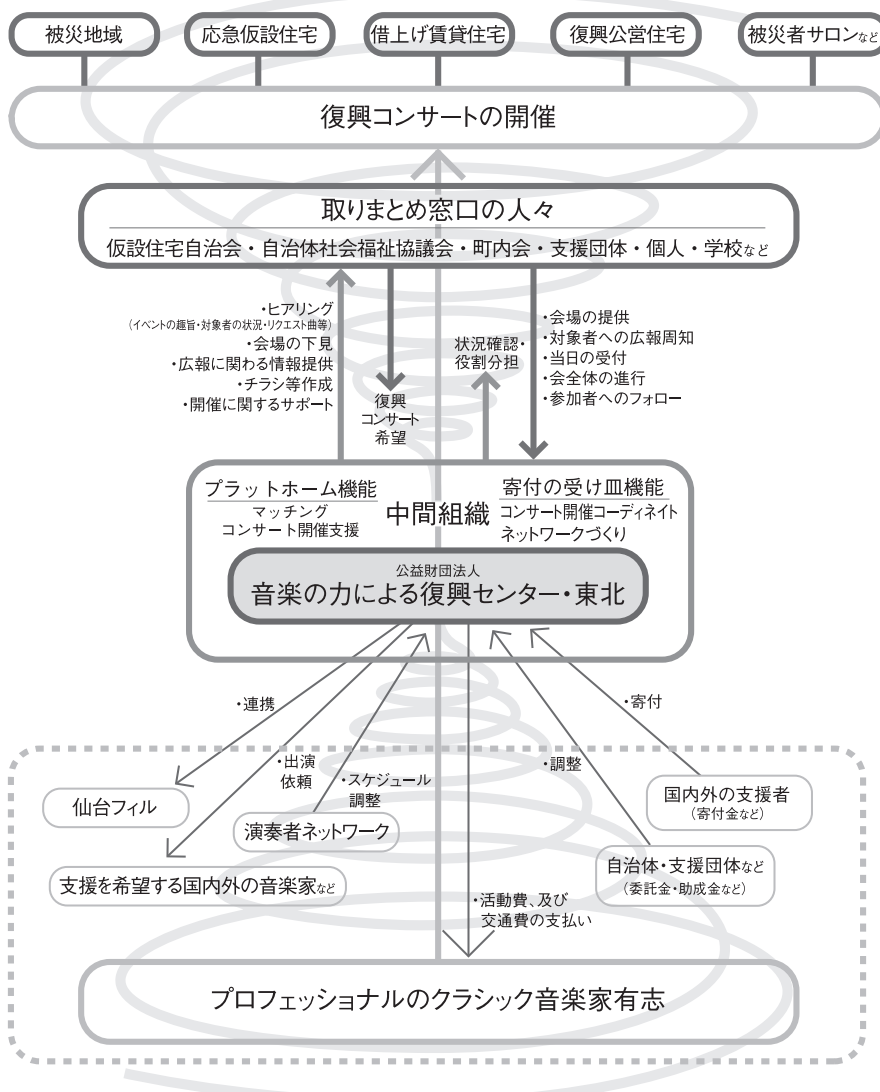 被災地域
応急仮設住宅
借上げ賃貸住宅
復興公営住宅
被災者サロンなど
復興コンサートの開催
取りまとめ窓口の人々
仮設住宅自治会・自治体社会福祉協議会・町内会・支援団体・個人・学校など
・ヒアリング
(イベントの趣旨・対象者の状況・リクエスト曲等)
・会場の下見
・広報に関わる情報提供
・チラシ等作成
・開催に関するサポート
復興
コンサート
希望
状況確認・
役割分担
・会場の提供
・対象者への広報周知
・当日の受付
・会全体の進行
・参加者へのフォロー
プラットホーム機能
マッチング
コンサート開催支援
中間組織
寄付の受け皿機能
コンサート開催コーディネイト
ネットワークづくり
公益財団法人
音楽の力による復興センター・東北
・連携
・出演
依頼
・スケジュール
調整
・調整
・寄付
仙台フィル
演奏者ネットワーク
支援を希望する国内外の音楽家など
国内外の支援者
(寄付金など)
自治体・支援団体など
(委託金・助成金など)
・活動費、及び
交通費の支払い
プロフェッショナルのクラシック音楽家有志